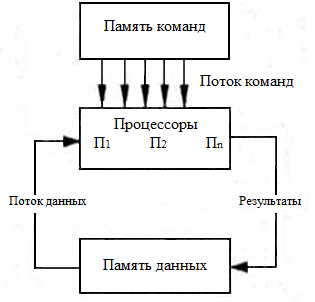 Память команд
Поток команд
Процессоры
П1 П2 Пn
Поток данных
Результаты
Память данных